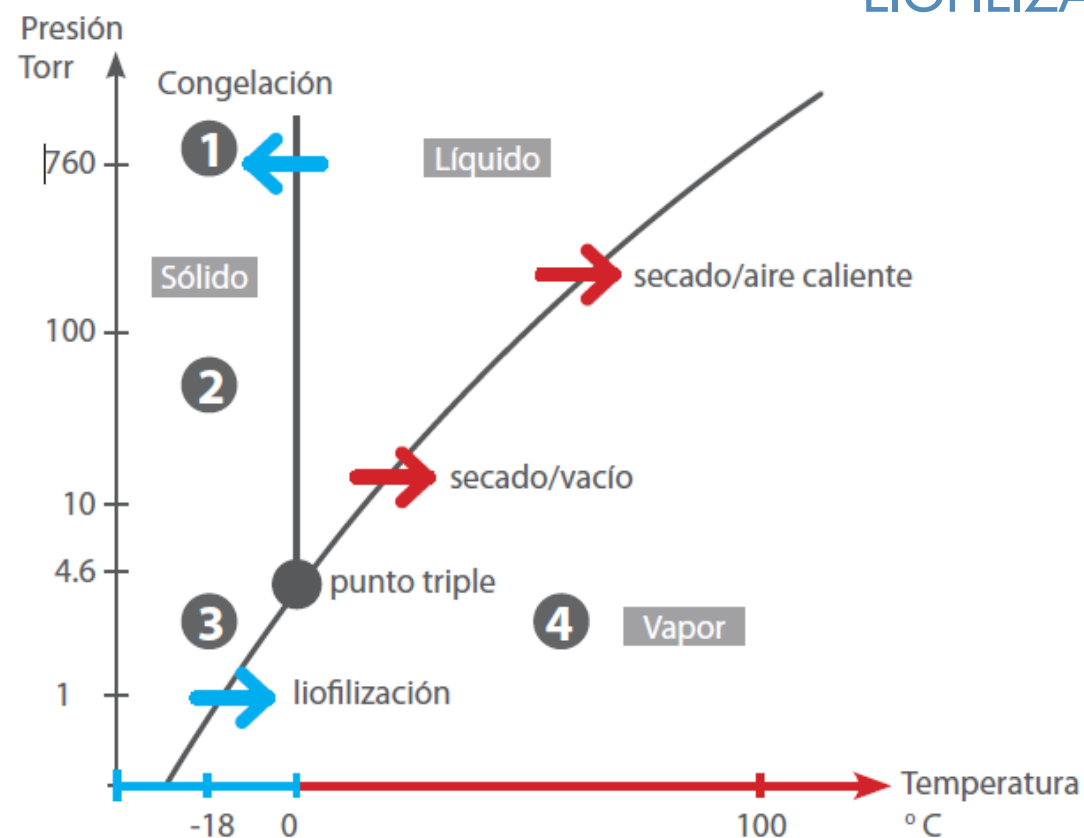 Presión
Torr
Congelación
1
760
Líquido
Sólido
secado/aire caliente
100
2
secado/vacío
10
4.6
punto triple
3
4
Vapor
1
liofilización
Temperatura
-18
0
100
º C